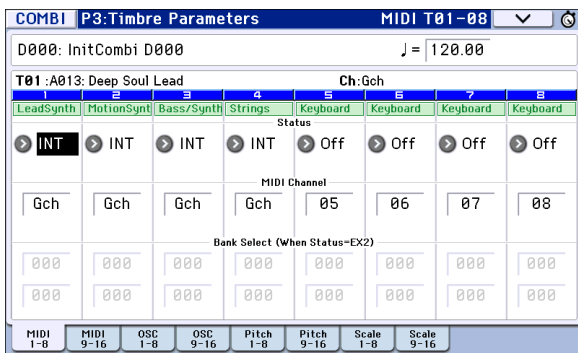 COMBI P3:Timbre Parameters MIDI T01-08
D000: InitCombi D000 ♩= 120.00
T01 :A013: Deep Soul Lead Ch:Gch
1 2 3 4 5 6 7 8
LeadSynth MotionSynt Bass/Synth Strings Keyboard Keyboard Keyboard Keyboard
Status
INT INT INT INT Off Off Off Off
MIDI Channel
Gch Gch Gch Gch 05 06 07 08
Bank Select (When Status=EX2)
000 000 000 000 000 000 000 000
000 000 000 000 000 000 000 000
MIDI MIDI OSC OSC Pitch Pitch Scale Scale
1-8 9-16 1-8 9-16 1-8 9-16 1-8 9-16